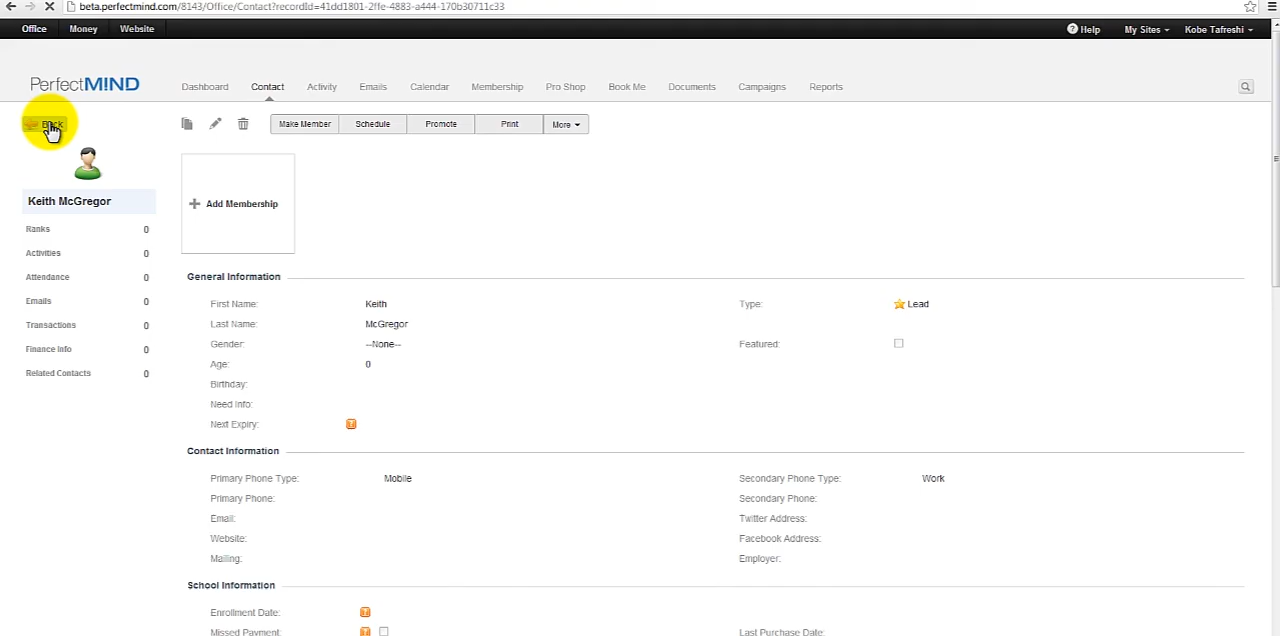 beta.perfectmind.com/8143/Office/Contact?recordId=41dd1801-2ffe-4883-a444-170b30711c33
Office Money Website Help My Sites Kobe Tafreshi
PerfectMIND Dashboard Contact Activity Emails Calendar Membership Pro Shop Book Me Documents Campaigns Reports
Back Make Member Schedule Promote Print More
Keith McGregor
Ranks 0
Activities 0
Attendance 0
Emails 0
Transactions 0
Finance Info 0
Related Contacts 0
+ Add Membership
General Information
First Name: Keith Type: Lead
Last Name: McGregor
Gender: --None-- Featured:
Age: 0
Birthday:
Need Info:
Next Expiry:
Contact Information
Primary Phone Type: Mobile Secondary Phone Type: Work
Primary Phone: Secondary Phone:
Email: Twitter Address:
Website: Facebook Address:
Mailing: Employer:
School Information
Enrollment Date:
Missed Payment: Last Purchase Date: